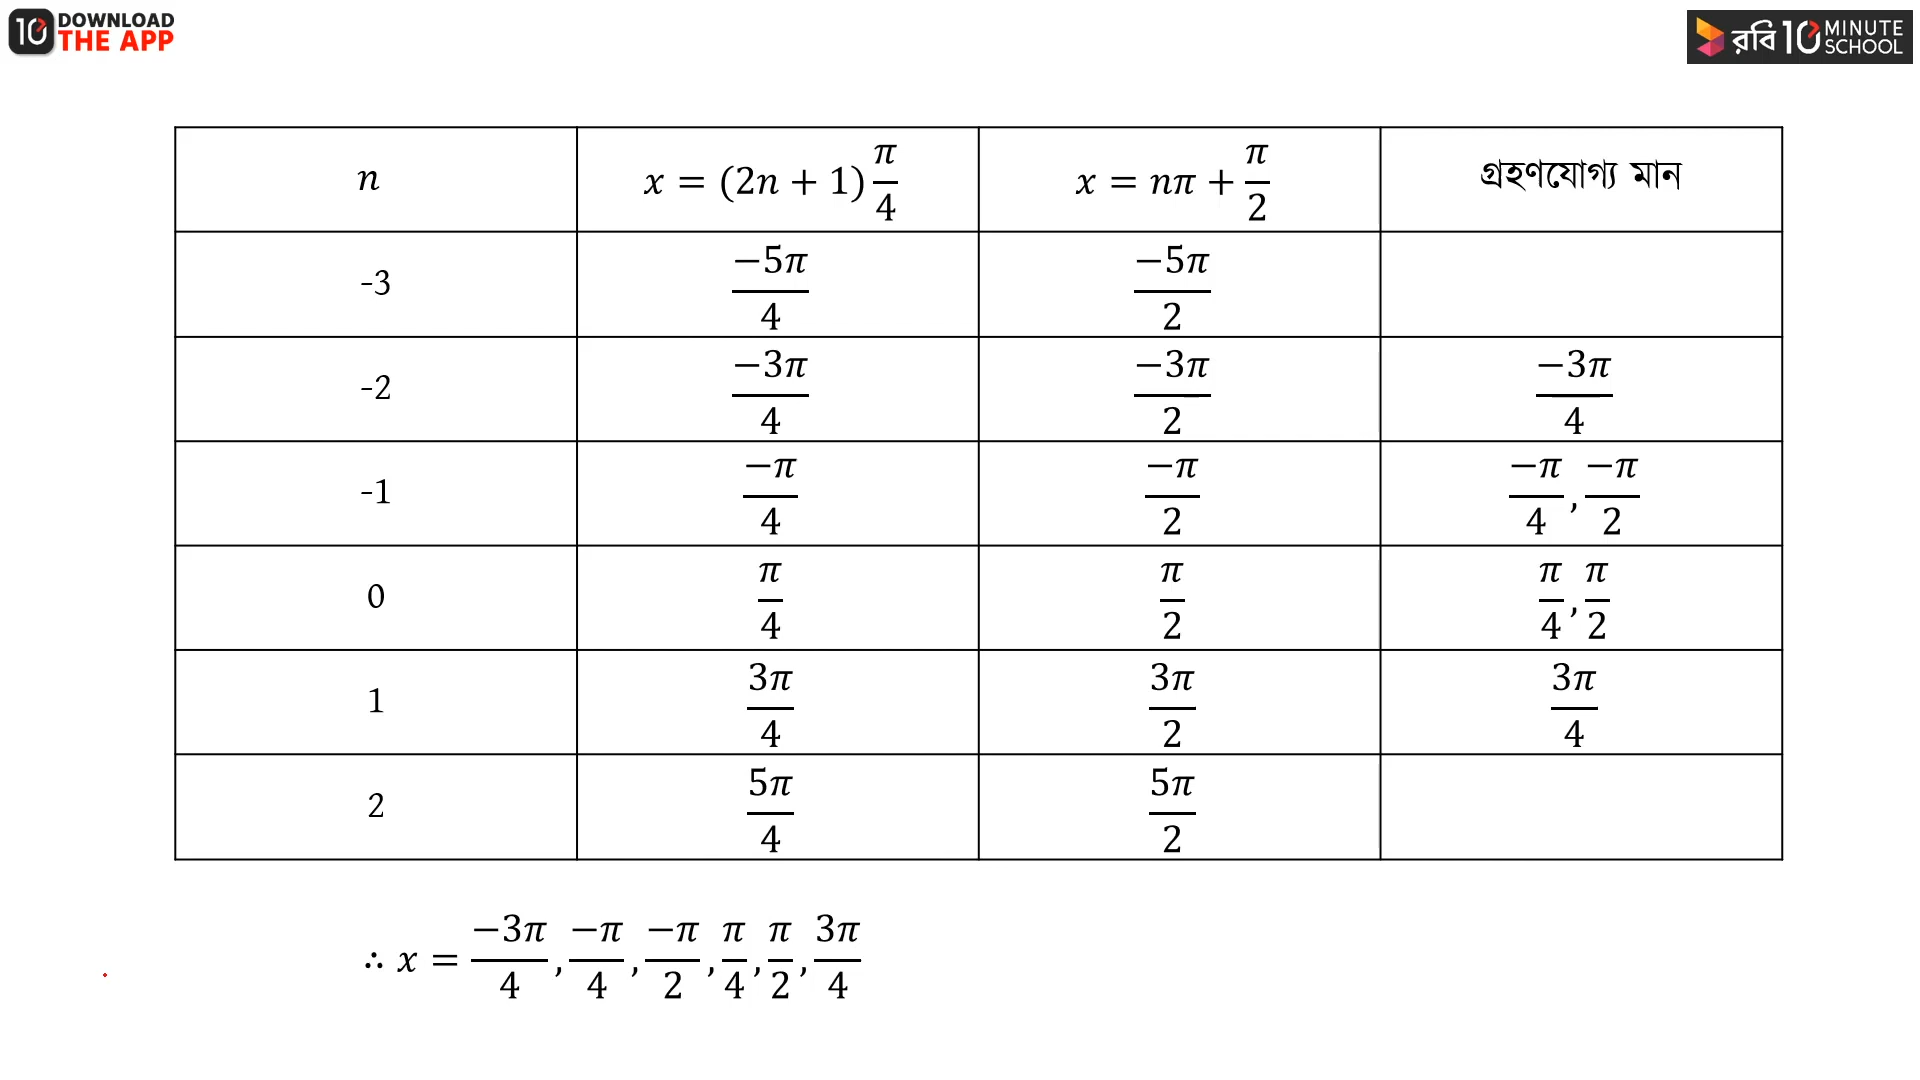 10 DOWNLOAD THE APP
রবি 10 MINUTE SCHOOL
n | x = (2n + 1) π/4 | x = nπ + π/2 | গ্রহণযোগ্য মান
-3 | −5π/4 | −5π/2
-2 | −3π/4 | −3π/2 | −3π/4
-1 | −π/4 | −π/2 | −π/4 , −π/2
0 | π/4 | π/2 | π/4 , π/2
1 | 3π/4 | 3π/2 | 3π/4
2 | 5π/4 | 5π/2
∴ x = −3π/4 , −π/4 , −π/2 , π/4 , π/2 , 3π/4